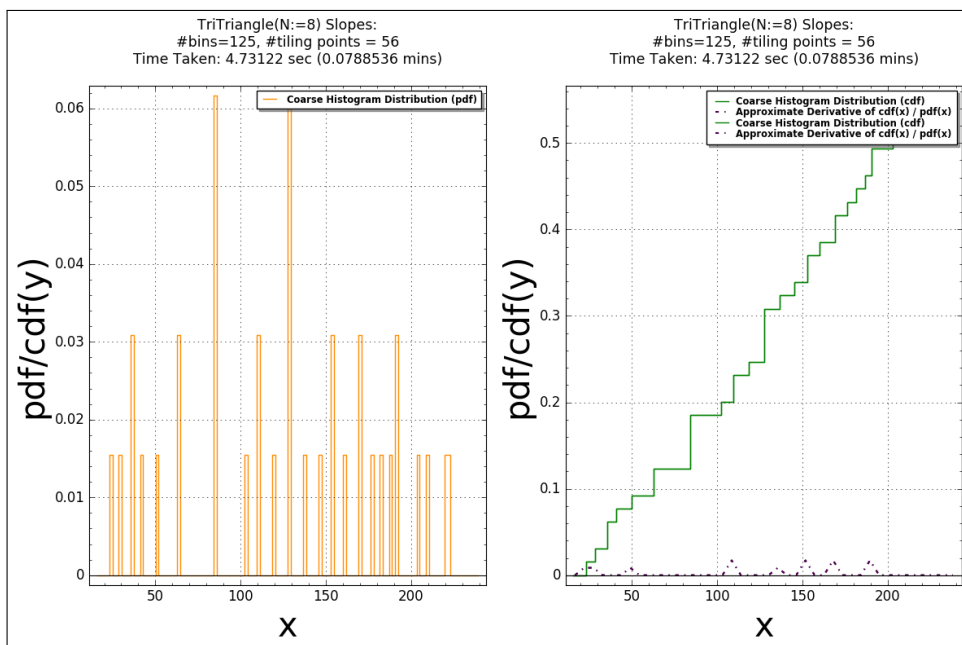 TriTriangle(N:=8) Slopes:
#bins=125, #tiling points = 56
Time Taken: 4.73122 sec (0.0788536 mins)
Coarse Histogram Distribution (pdf)
0.06
0.05
0.04
0.03
0.02
0.01
0
pdf/cdf(y)
50
100
150
200
x
TriTriangle(N:=8) Slopes:
#bins=125, #tiling points = 56
Time Taken: 4.73122 sec (0.0788536 mins)
Coarse Histogram Distribution (cdf)
Approximate Derivative of cdf(x) / pdf(x)
Coarse Histogram Distribution (cdf)
Approximate Derivative of cdf(x) / pdf(x)
0.5
0.4
0.3
0.2
0.1
0
pdf/cdf(y)
50
100
150
200
x